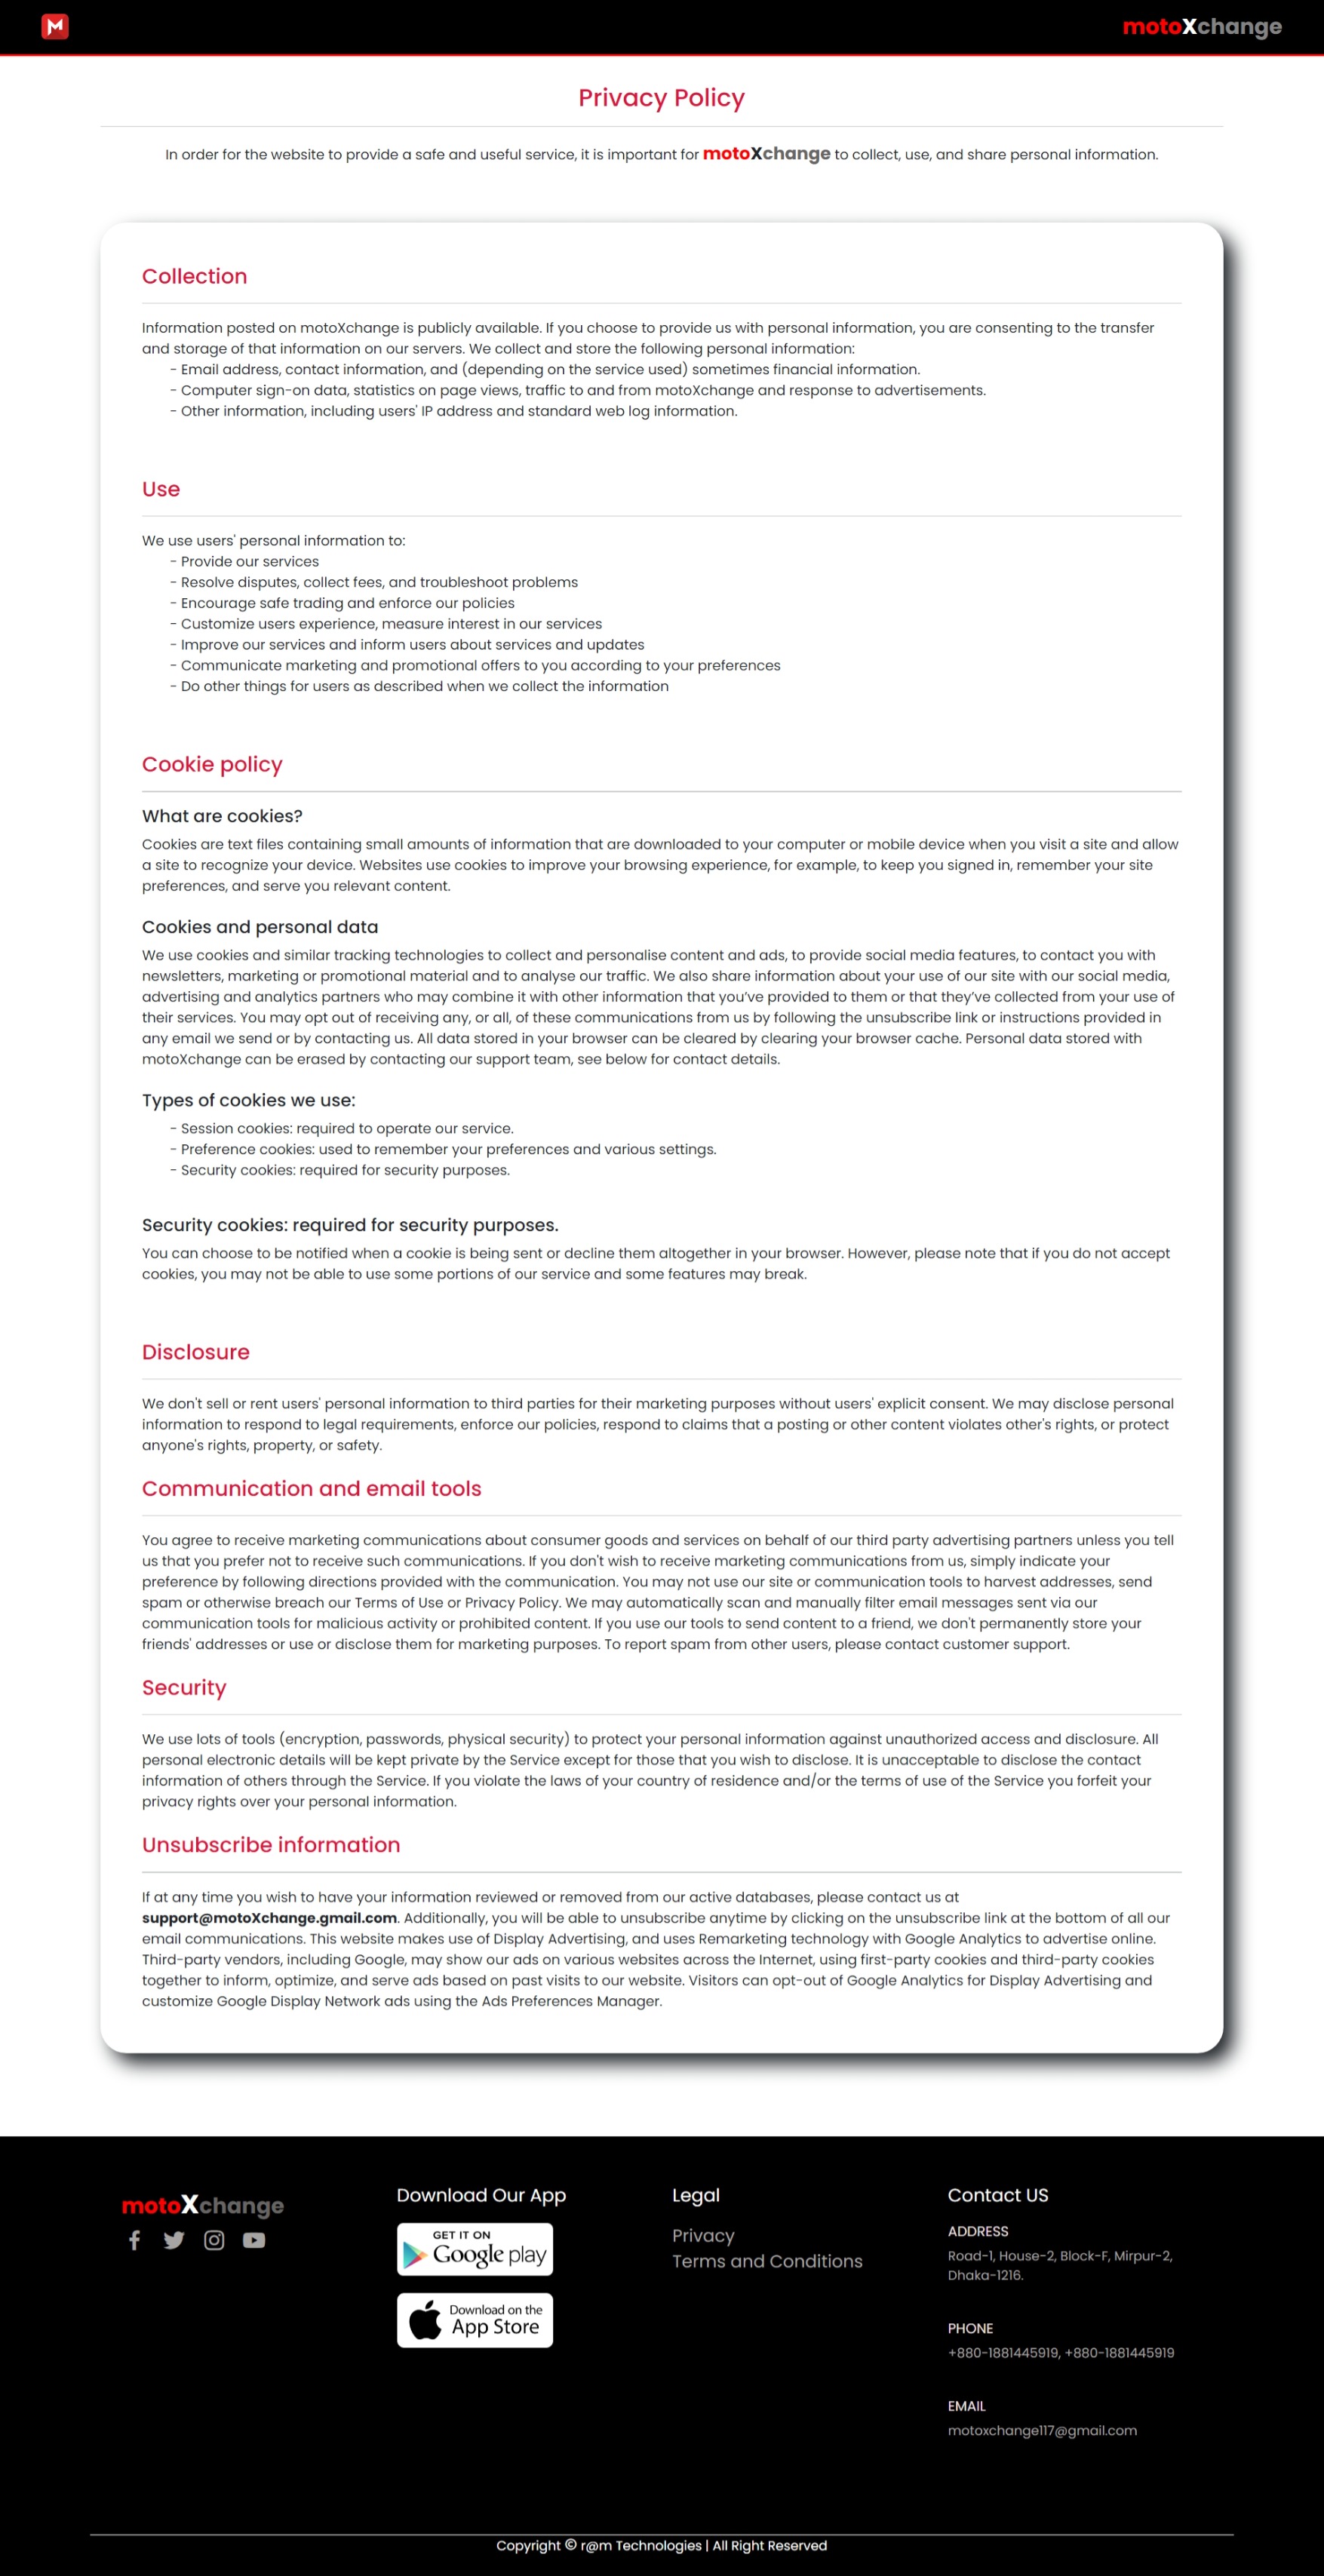 M
motoXchange
Privacy Policy
In order for the website to provide a safe and useful service, it is important for motoXchange to collect, use, and share personal information.
Collection
Information posted on motoXchange is publicly available. If you choose to provide us with personal information, you are consenting to the transfer
and storage of that information on our servers. We collect and store the following personal information:
- Email address, contact information, and (depending on the service used) sometimes financial information.
- Computer sign-on data, statistics on page views, traffic to and from motoXchange and response to advertisements.
- Other information, including users' IP address and standard web log information.
Use
We use users' personal information to:
- Provide our services
- Resolve disputes, collect fees, and troubleshoot problems
- Encourage safe trading and enforce our policies
- Customize users experience, measure interest in our services
- Improve our services and inform users about services and updates
- Communicate marketing and promotional offers to you according to your preferences
- Do other things for users as described when we collect the information
Cookie policy
What are cookies?
Cookies are text files containing small amounts of information that are downloaded to your computer or mobile device when you visit a site and allow
a site to recognize your device. Websites use cookies to improve your browsing experience, for example, to keep you signed in, remember your site
preferences, and serve you relevant content.
Cookies and personal data
We use cookies and similar tracking technologies to collect and personalise content and ads, to provide social media features, to contact you with
newsletters, marketing or promotional material and to analyse our traffic. We also share information about your use of our site with our social media,
advertising and analytics partners who may combine it with other information that you've provided to them or that they've collected from your use of
their services. You may opt out of receiving any, or all, of these communications from us by following the unsubscribe link or instructions provided in
any email we send or by contacting us. All data stored in your browser can be cleared by clearing your browser cache. Personal data stored with
motoXchange can be erased by contacting our support team, see below for contact details.
Types of cookies we use:
- Session cookies: required to operate our service.
- Preference cookies: used to remember your preferences and various settings.
- Security cookies: required for security purposes.
Security cookies: required for security purposes.
You can choose to be notified when a cookie is being sent or decline them altogether in your browser. However, please note that if you do not accept
cookies, you may not be able to use some portions of our service and some features may break.
Disclosure
We don't sell or rent users' personal information to third parties for their marketing purposes without users' explicit consent. We may disclose personal
information to respond to legal requirements, enforce our policies, respond to claims that a posting or other content violates other's rights, or protect
anyone's rights, property, or safety.
Communication and email tools
You agree to receive marketing communications about consumer goods and services on behalf of our third party advertising partners unless you tell
us that you prefer not to receive such communications. If you don't wish to receive marketing communications from us, simply indicate your
preference by following directions provided with the communication. You may not use our site or communication tools to harvest addresses, send
spam or otherwise breach our Terms of Use or Privacy Policy. We may automatically scan and manually filter email messages sent via our
communication tools for malicious activity or prohibited content. If you use our tools to send content to a friend, we don't permanently store your
friends' addresses or use or disclose them for marketing purposes. To report spam from other users, please contact customer support.
Security
We use lots of tools (encryption, passwords, physical security) to protect your personal information against unauthorized access and disclosure. All
personal electronic details will be kept private by the Service except for those that you wish to disclose. It is unacceptable to disclose the contact
information of others through the Service. If you violate the laws of your country of residence and/or the terms of use of the Service you forfeit your
privacy rights over your personal information.
Unsubscribe information
If at any time you wish to have your information reviewed or removed from our active databases, please contact us at
support@motoXchange.gmail.com. Additionally, you will be able to unsubscribe anytime by clicking on the unsubscribe link at the bottom of all our
email communications. This website makes use of Display Advertising, and uses Remarketing technology with Google Analytics to advertise online.
Third-party vendors, including Google, may show our ads on various websites across the Internet, using first-party cookies and third-party cookies
together to inform, optimize, and serve ads based on past visits to our website. Visitors can opt-out of Google Analytics for Display Advertising and
customize Google Display Network ads using the Ads Preferences Manager.
motoXchange
Download Our App
GET IT ON
Google play
Download on the
App Store
Legal
Privacy
Terms and Conditions
Contact US
ADDRESS
Road-1, House-2, Block-F, Mirpur-2,
Dhaka-1216.
PHONE
+880-1881445919, +880-1881445919
EMAIL
motoxchange117@gmail.com
Copyright © r@m Technologies | All Right Reserved